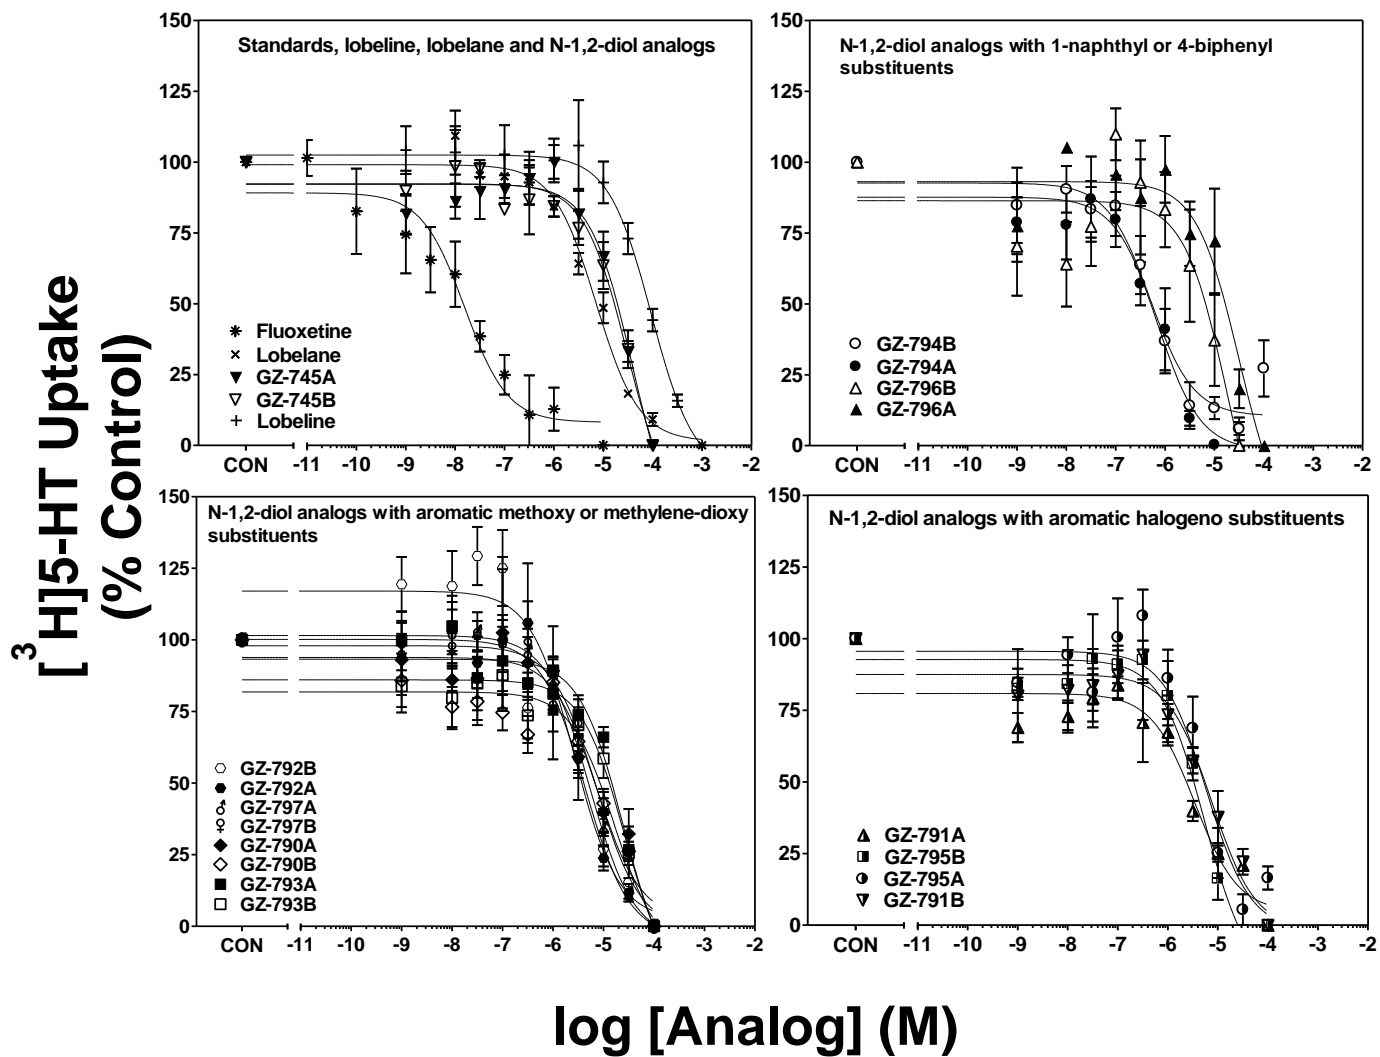 [³H]5-HT Uptake
(% Control)
Standards, lobeline, lobelane and N-1,2-diol analogs
150
125
100
75
50
25
0
Fluoxetine
Lobelane
GZ-745A
GZ-745B
Lobeline
CON -11 -10 -9 -8 -7 -6 -5 -4 -3 -2
N-1,2-diol analogs with 1-naphthyl or 4-biphenyl
substituents
150
125
100
75
50
25
0
GZ-794B
GZ-794A
GZ-796B
GZ-796A
CON -11 -10 -9 -8 -7 -6 -5 -4 -3 -2
N-1,2-diol analogs with aromatic methoxy or methylene-dioxy
substituents
150
125
100
75
50
25
0
GZ-792B
GZ-792A
GZ-797A
GZ-797B
GZ-790A
GZ-790B
GZ-793A
GZ-793B
CON -11 -10 -9 -8 -7 -6 -5 -4 -3 -2
N-1,2-diol analogs with aromatic halogeno substituents
150
125
100
75
50
25
0
GZ-791A
GZ-795B
GZ-795A
GZ-791B
CON -11 -10 -9 -8 -7 -6 -5 -4 -3 -2
log [Analog] (M)